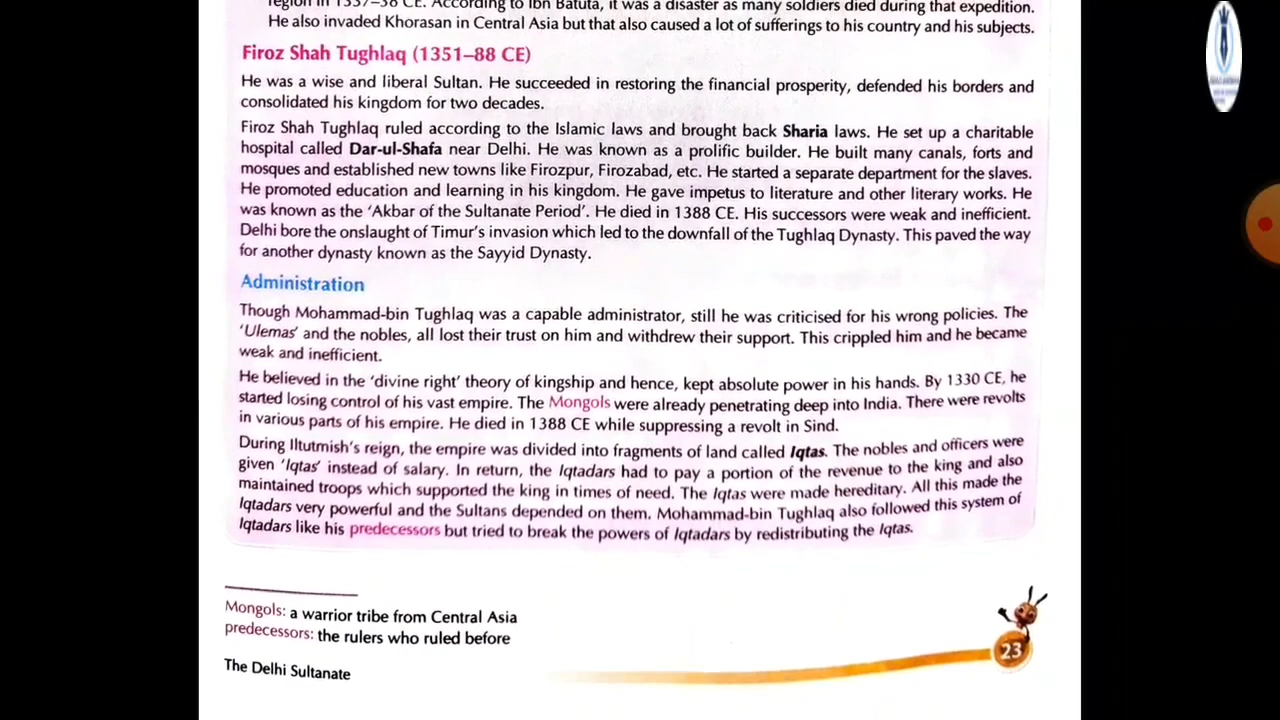 region in 1337–38 CE. According to Ibn Batuta, it was a disaster as many soldiers died during that expedition.
He also invaded Khorasan in Central Asia but that also caused a lot of sufferings to his country and his subjects.
Firoz Shah Tughlaq (1351–88 CE)
He was a wise and liberal Sultan. He succeeded in restoring the financial prosperity, defended his borders and
consolidated his kingdom for two decades.
Firoz Shah Tughlaq ruled according to the Islamic laws and brought back Sharia laws. He set up a charitable
hospital called Dar-ul-Shafa near Delhi. He was known as a prolific builder. He built many canals, forts and
mosques and established new towns like Firozpur, Firozabad, etc. He started a separate department for the slaves.
He promoted education and learning in his kingdom. He gave impetus to literature and other literary works. He
was known as the ‘Akbar of the Sultanate Period’. He died in 1388 CE. His successors were weak and inefficient.
Delhi bore the onslaught of Timur’s invasion which led to the downfall of the Tughlaq Dynasty. This paved the way
for another dynasty known as the Sayyid Dynasty.
Administration
Though Mohammad-bin Tughlaq was a capable administrator, still he was criticised for his wrong policies. The
‘Ulemas’ and the nobles, all lost their trust on him and withdrew their support. This crippled him and he became
weak and inefficient.
He believed in the ‘divine right’ theory of kingship and hence, kept absolute power in his hands. By 1330 CE, he
started losing control of his vast empire. The Mongols were already penetrating deep into India. There were revolts
in various parts of his empire. He died in 1388 CE while suppressing a revolt in Sind.
During Iltutmish’s reign, the empire was divided into fragments of land called Iqtas. The nobles and officers were
given ‘Iqtas’ instead of salary. In return, the Iqtadars had to pay a portion of the revenue to the king and also
maintained troops which supported the king in times of need. The Iqtas were made hereditary. All this made the
Iqtadars very powerful and the Sultans depended on them. Mohammad-bin Tughlaq also followed this system of
Iqtadars like his predecessors but tried to break the powers of Iqtadars by redistributing the Iqtas.
Mongols: a warrior tribe from Central Asia
predecessors: the rulers who ruled before
23
The Delhi Sultanate